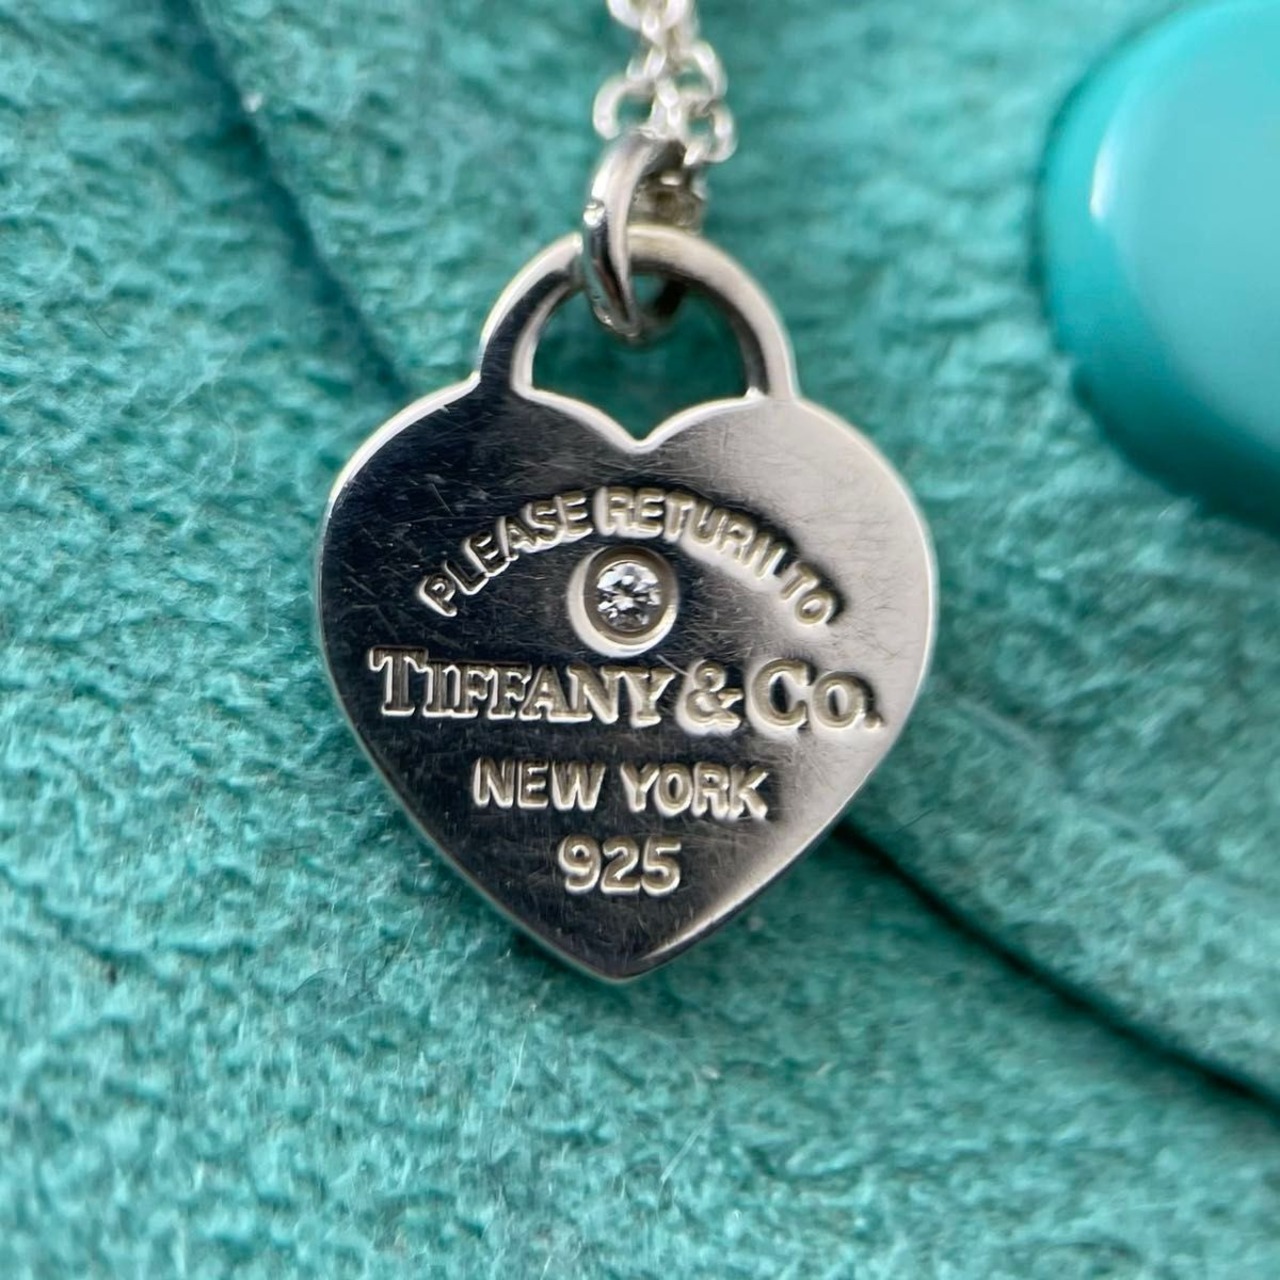 PLEASE RETURN TO
TIFFANY & CO.
NEW YORK
925